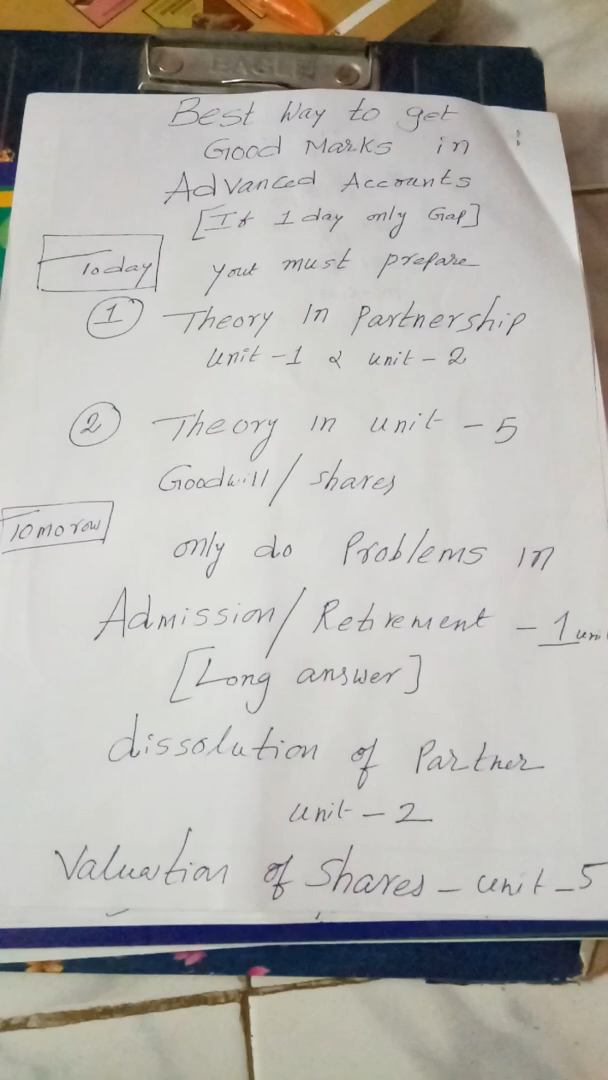 EAGLE
Best Way to get
Good Marks in
Advanced Accounts
[If 1 day only Gap]
Today your must prepare
1 Theory In Partnership
Unit - 1 & unit - 2
2 Theory in unit - 5
Goodwill / shares
Tomorow
only do Problems in
Admission / Retirement - 1 uni
[Long answer]
dissolution of Partner
unit - 2
Valuation of Shares - unit - 5